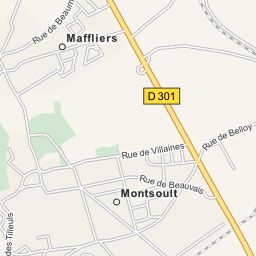 Rue de Beaum
Maffliers
D 301
Rue de Belloy
Rue de Villaines
Rue de Beauvais
Montsoult
des Tilleuls